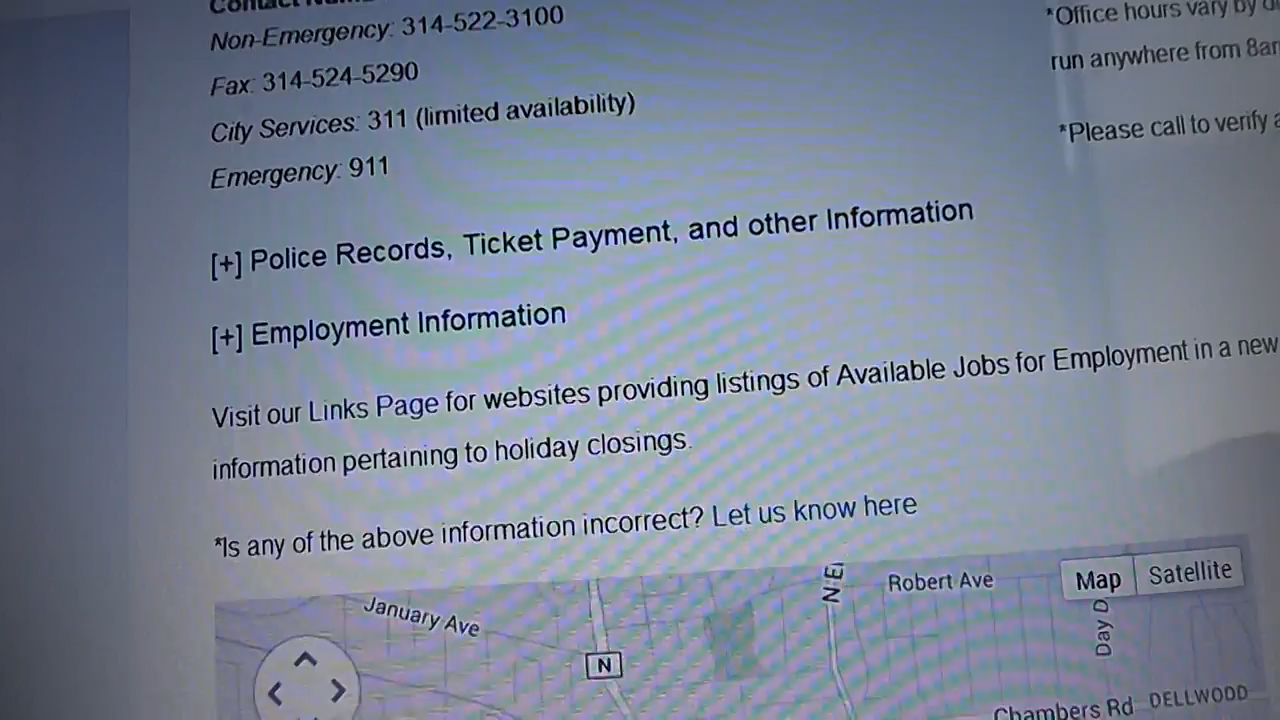 Contact
Non-Emergency: 314-522-3100
Fax: 314-524-5290
City Services: 311 (limited availability)
Emergency: 911
*Office hours vary by
run anywhere from
*Please call to verify
[+] Police Records, Ticket Payment, and other Information
[+] Employment Information
Visit our Links Page for websites providing listings of Available Jobs for Employment in a new
information pertaining to holiday closings.
*Is any of the above information incorrect? Let us know here
January Ave
N
Robert Ave
Map
Satellite
Chambers Rd
DELLWOOD